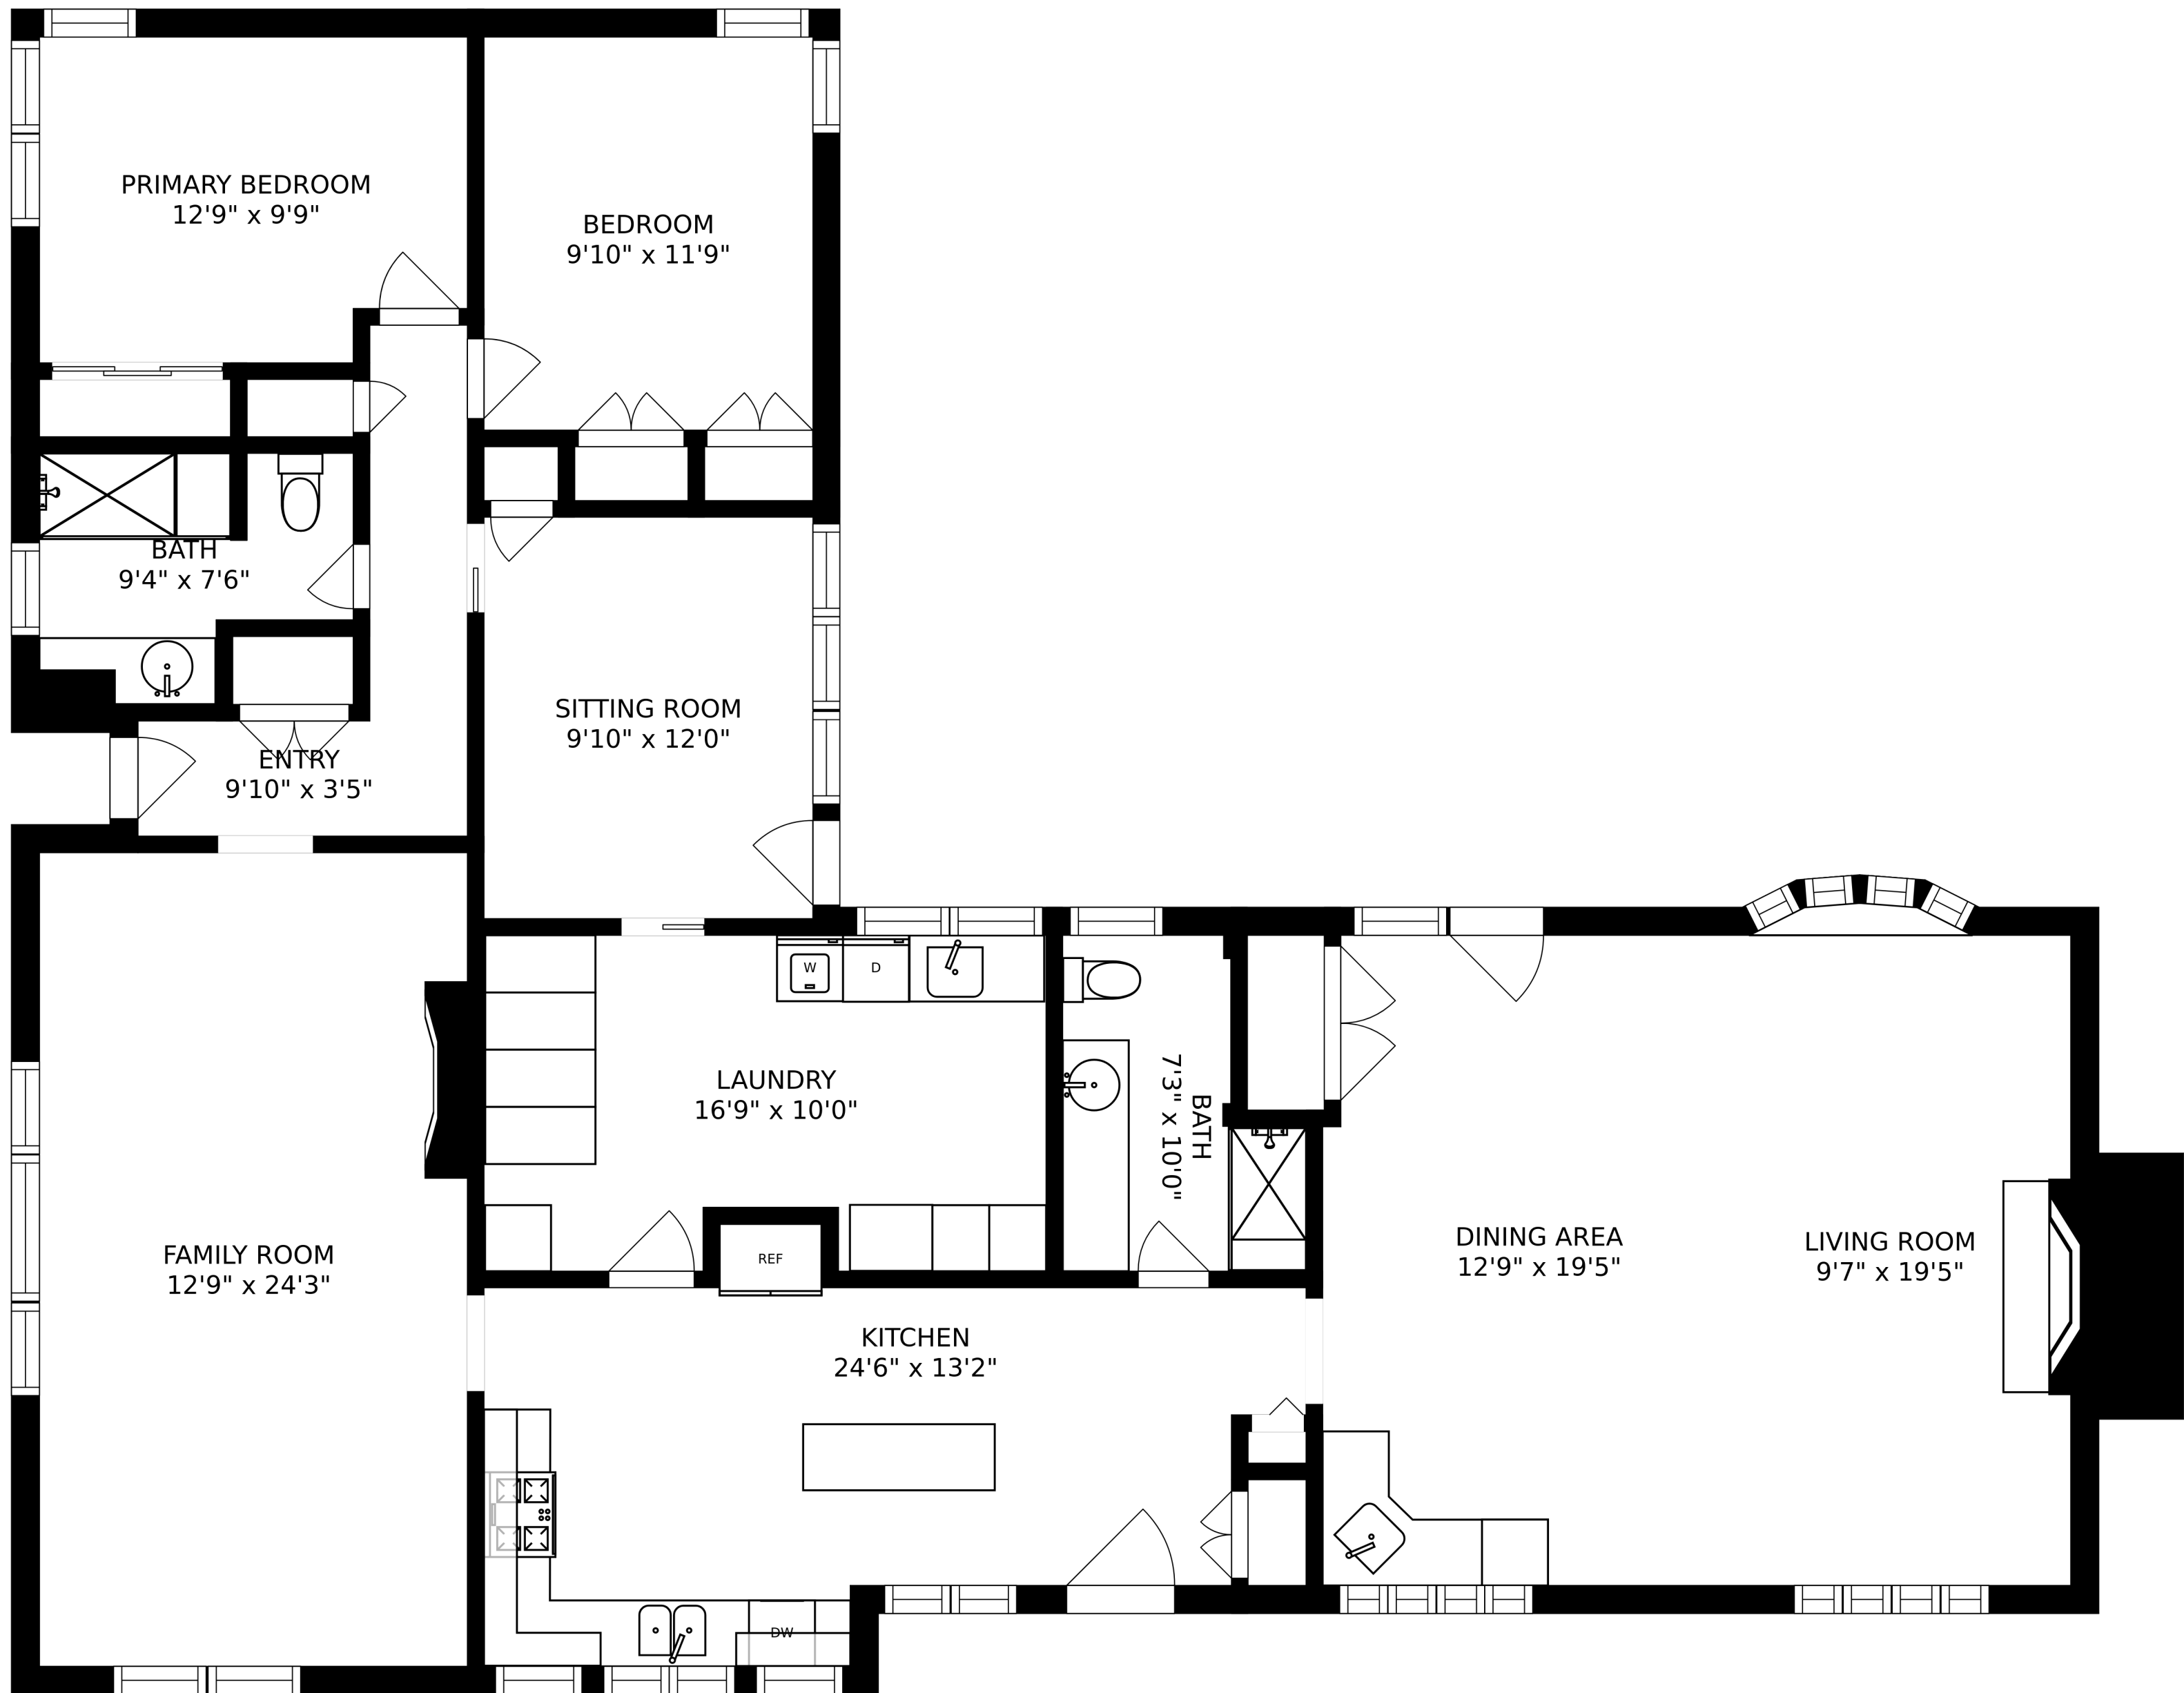 PRIMARY BEDROOM
12'9" x 9'9"
BEDROOM
9'10" x 11'9"
BATH
9'4" x 7'6"
SITTING ROOM
9'10" x 12'0"
ENTRY
9'10" x 3'5"
W
D
LAUNDRY
16'9" x 10'0"
BATH
7'3" x 10'0"
FAMILY ROOM
12'9" x 24'3"
REF
DINING AREA
12'9" x 19'5"
LIVING ROOM
9'7" x 19'5"
KITCHEN
24'6" x 13'2"
DW